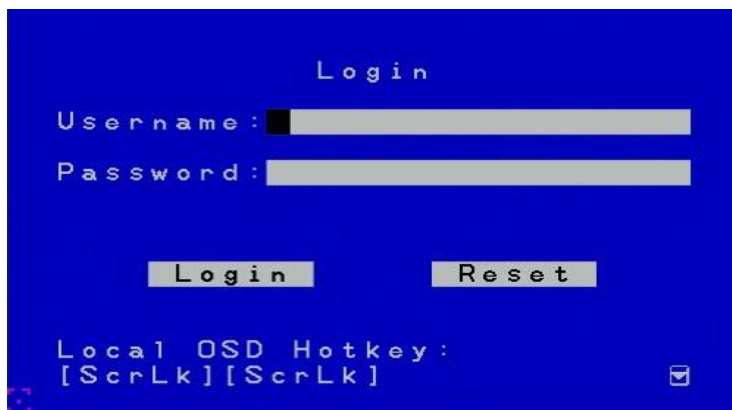 Login
Username:
Password:
Login Reset
Local OSD Hotkey:
[ScrLk][ScrLk]